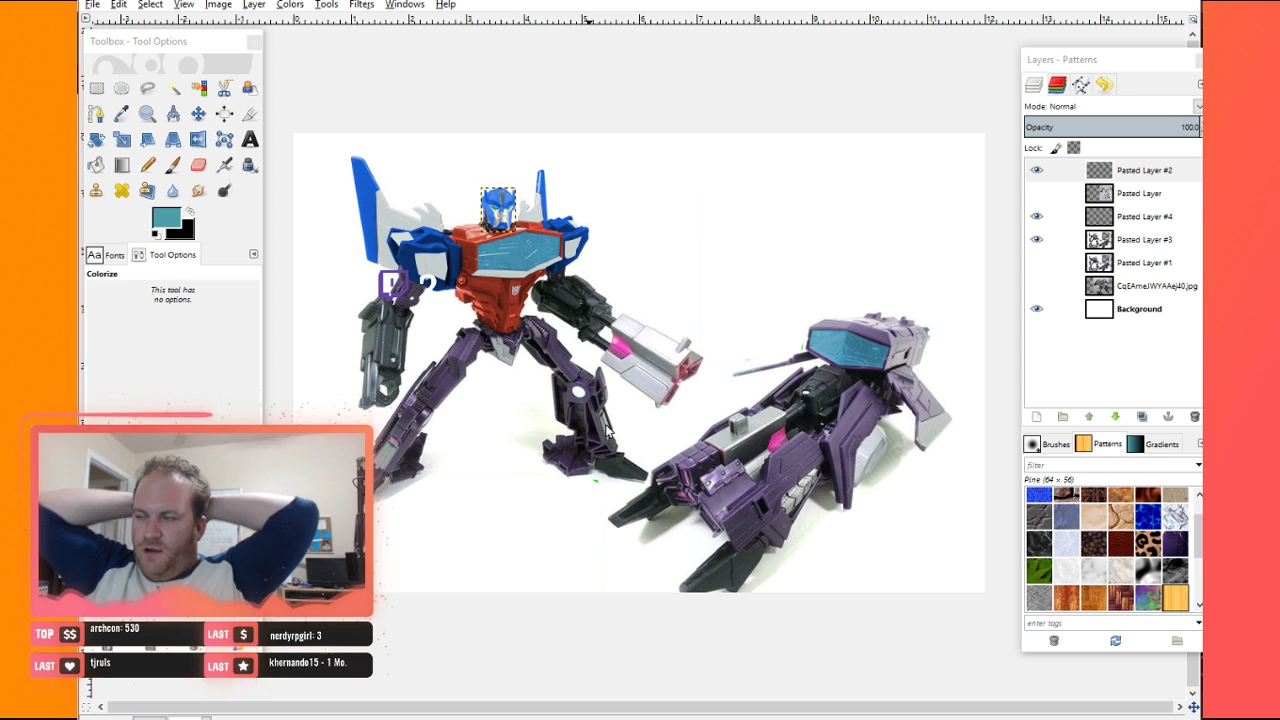 File Edit Select View Image Layer Colors Tools Filters Windows Help
Toolbox - Tool Options
Aa Fonts Tool Options
Colorize
This tool has
no options.
Layers - Patterns
Mode: Normal
Opacity 100.0
Lock:
Pasted Layer #2
Pasted Layer
Pasted Layer #4
Pasted Layer #3
Pasted Layer #1
CqEAmeJWYAAej40.jpg
Background
Brushes Patterns Gradients
filter
Pine (64 × 56)
enter tags
TOP $$ archcon: 530
LAST $ nerdyrpgirl: 3
LAST tjruls
LAST khernando15 - 1 Mo.